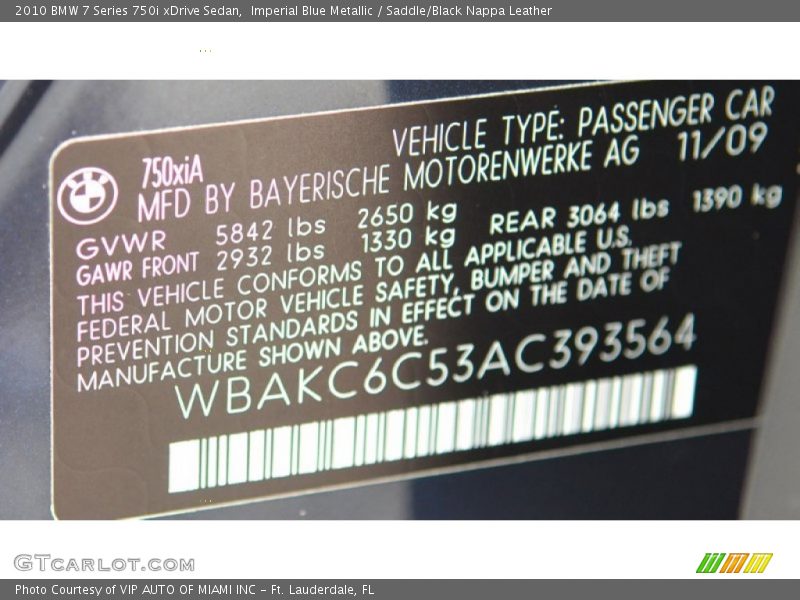 2010 BMW 7 Series 750i xDrive Sedan,  Imperial Blue Metallic / Saddle/Black Nappa Leather
VEHICLE TYPE: PASSENGER CAR
750xiA
MFD BY BAYERISCHE MOTORENWERKE AG 11/09
GVWR 5842 lbs 2650 kg
GAWR FRONT 2932 lbs 1330 kg REAR 3064 lbs 1390 kg
THIS VEHICLE CONFORMS TO ALL APPLICABLE U.S.
FEDERAL MOTOR VEHICLE SAFETY, BUMPER AND THEFT
PREVENTION STANDARDS IN EFFECT ON THE DATE OF
MANUFACTURE SHOWN ABOVE.
WBAKC6C53AC393564
GTCARLOT.COM
Photo Courtesy of VIP AUTO OF MIAMI INC - Ft. Lauderdale, FL